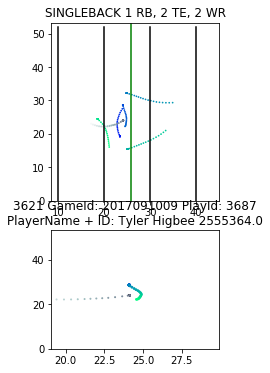 SINGLEBACK 1 RB, 2 TE, 2 WR
50
40
30
20
10
0
10 20 30 40
3621 GameId: 2017091009 PlayId: 3687
PlayerName + ID: Tyler Higbee 2555364.0
40
20
0
20.0 22.5 25.0 27.5